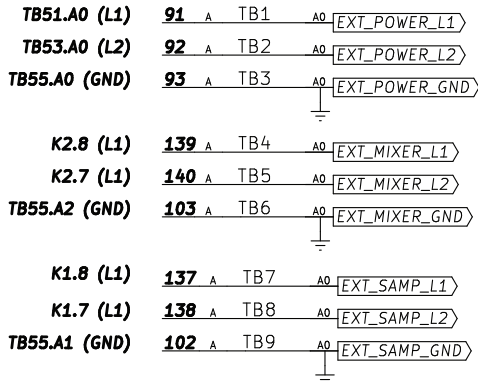 TB51.A0 (L1) 91 A TB1 A0 EXT_POWER_L1
TB53.A0 (L2) 92 A TB2 A0 EXT_POWER_L2
TB55.A0 (GND) 93 A TB3 A0 EXT_POWER_GND
K2.8 (L1) 139 A TB4 A0 EXT_MIXER_L1
K2.7 (L1) 140 A TB5 A0 EXT_MIXER_L2
TB55.A2 (GND) 103 A TB6 A0 EXT_MIXER_GND
K1.8 (L1) 137 A TB7 A0 EXT_SAMP_L1
K1.7 (L1) 138 A TB8 A0 EXT_SAMP_L2
TB55.A1 (GND) 102 A TB9 A0 EXT_SAMP_GND